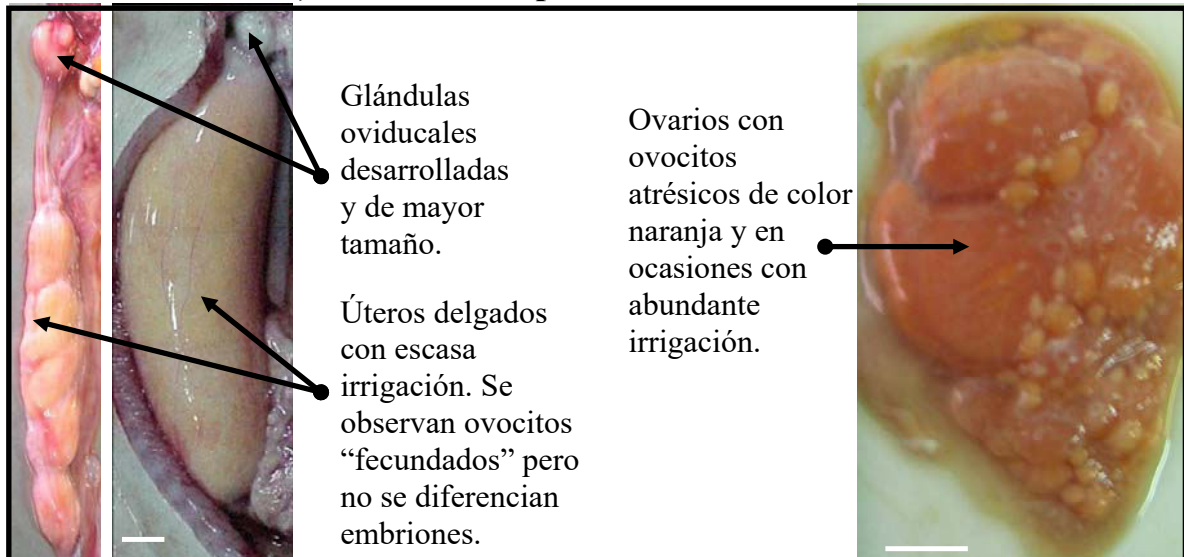 Glándulas
oviducales
desarrolladas
y de mayor
tamaño.
Úteros delgados
con escasa
irrigación. Se
observan ovocitos
“fecundados” pero
no se diferencian
embriones.
Ovarios con
ovocitos
atrésicos de color
naranja y en
ocasiones con
abundante
irrigación.